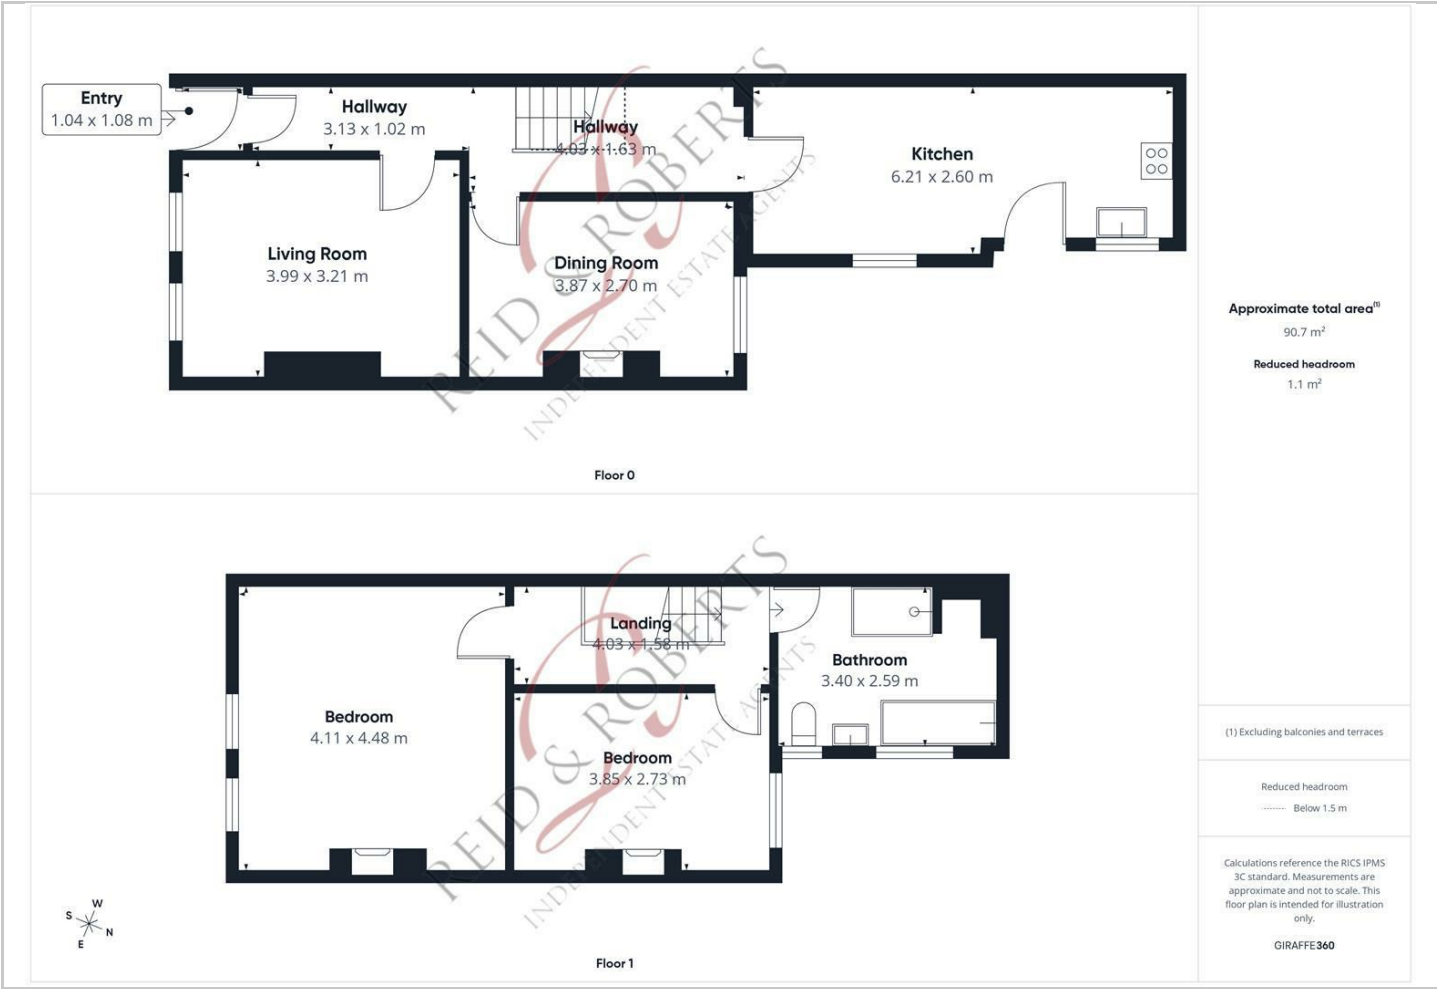 Entry
1.04 x 1.08 m
Hallway
3.13 x 1.02 m
Hallway
4.03 x 1.63 m
Kitchen
6.21 x 2.60 m
Living Room
3.99 x 3.21 m
Dining Room
3.87 x 2.70 m
REID & ROBERTS
INDEPENDENT ESTATE AGENTS
Floor 0
Approximate total area(1)
90.7 m²
Reduced headroom
1.1 m²
Landing
4.03 x 1.58 m
Bathroom
3.40 x 2.59 m
Bedroom
4.11 x 4.48 m
Bedroom
3.85 x 2.73 m
REID & ROBERTS
INDEPENDENT ESTATE AGENTS
S W N E
Floor 1
(1) Excluding balconies and terraces
Reduced headroom
Below 1.5 m
Calculations reference the RICS IPMS
3C standard. Measurements are
approximate and not to scale. This
floor plan is intended for illustration
only.
GIRAFFE360